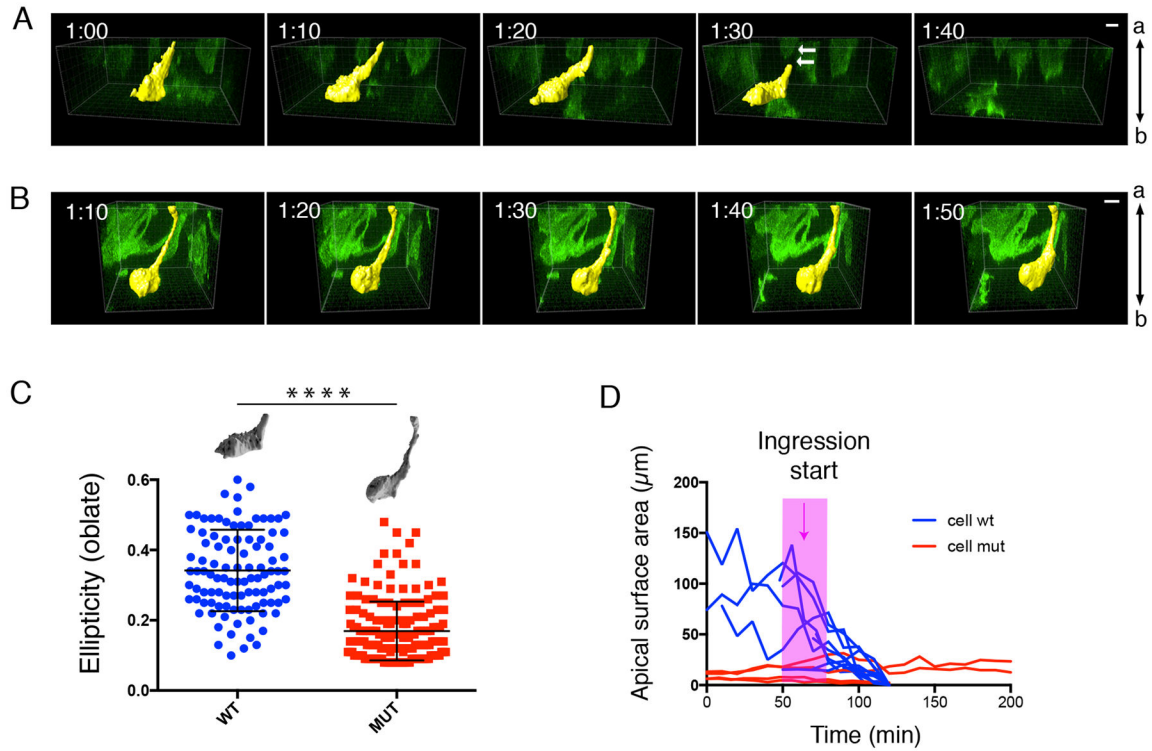 A
1:00
1:10
1:20
1:30
1:40
a
b
B
1:10
1:20
1:30
1:40
1:50
a
b
C
****
Ellipticity (oblate)
0.6
0.4
0.2
0.0
WT
MUT
D
Ingression
start
Apical surface area (µm)
200
150
100
50
0
cell wt
cell mut
0
50
100
150
200
Time (min)